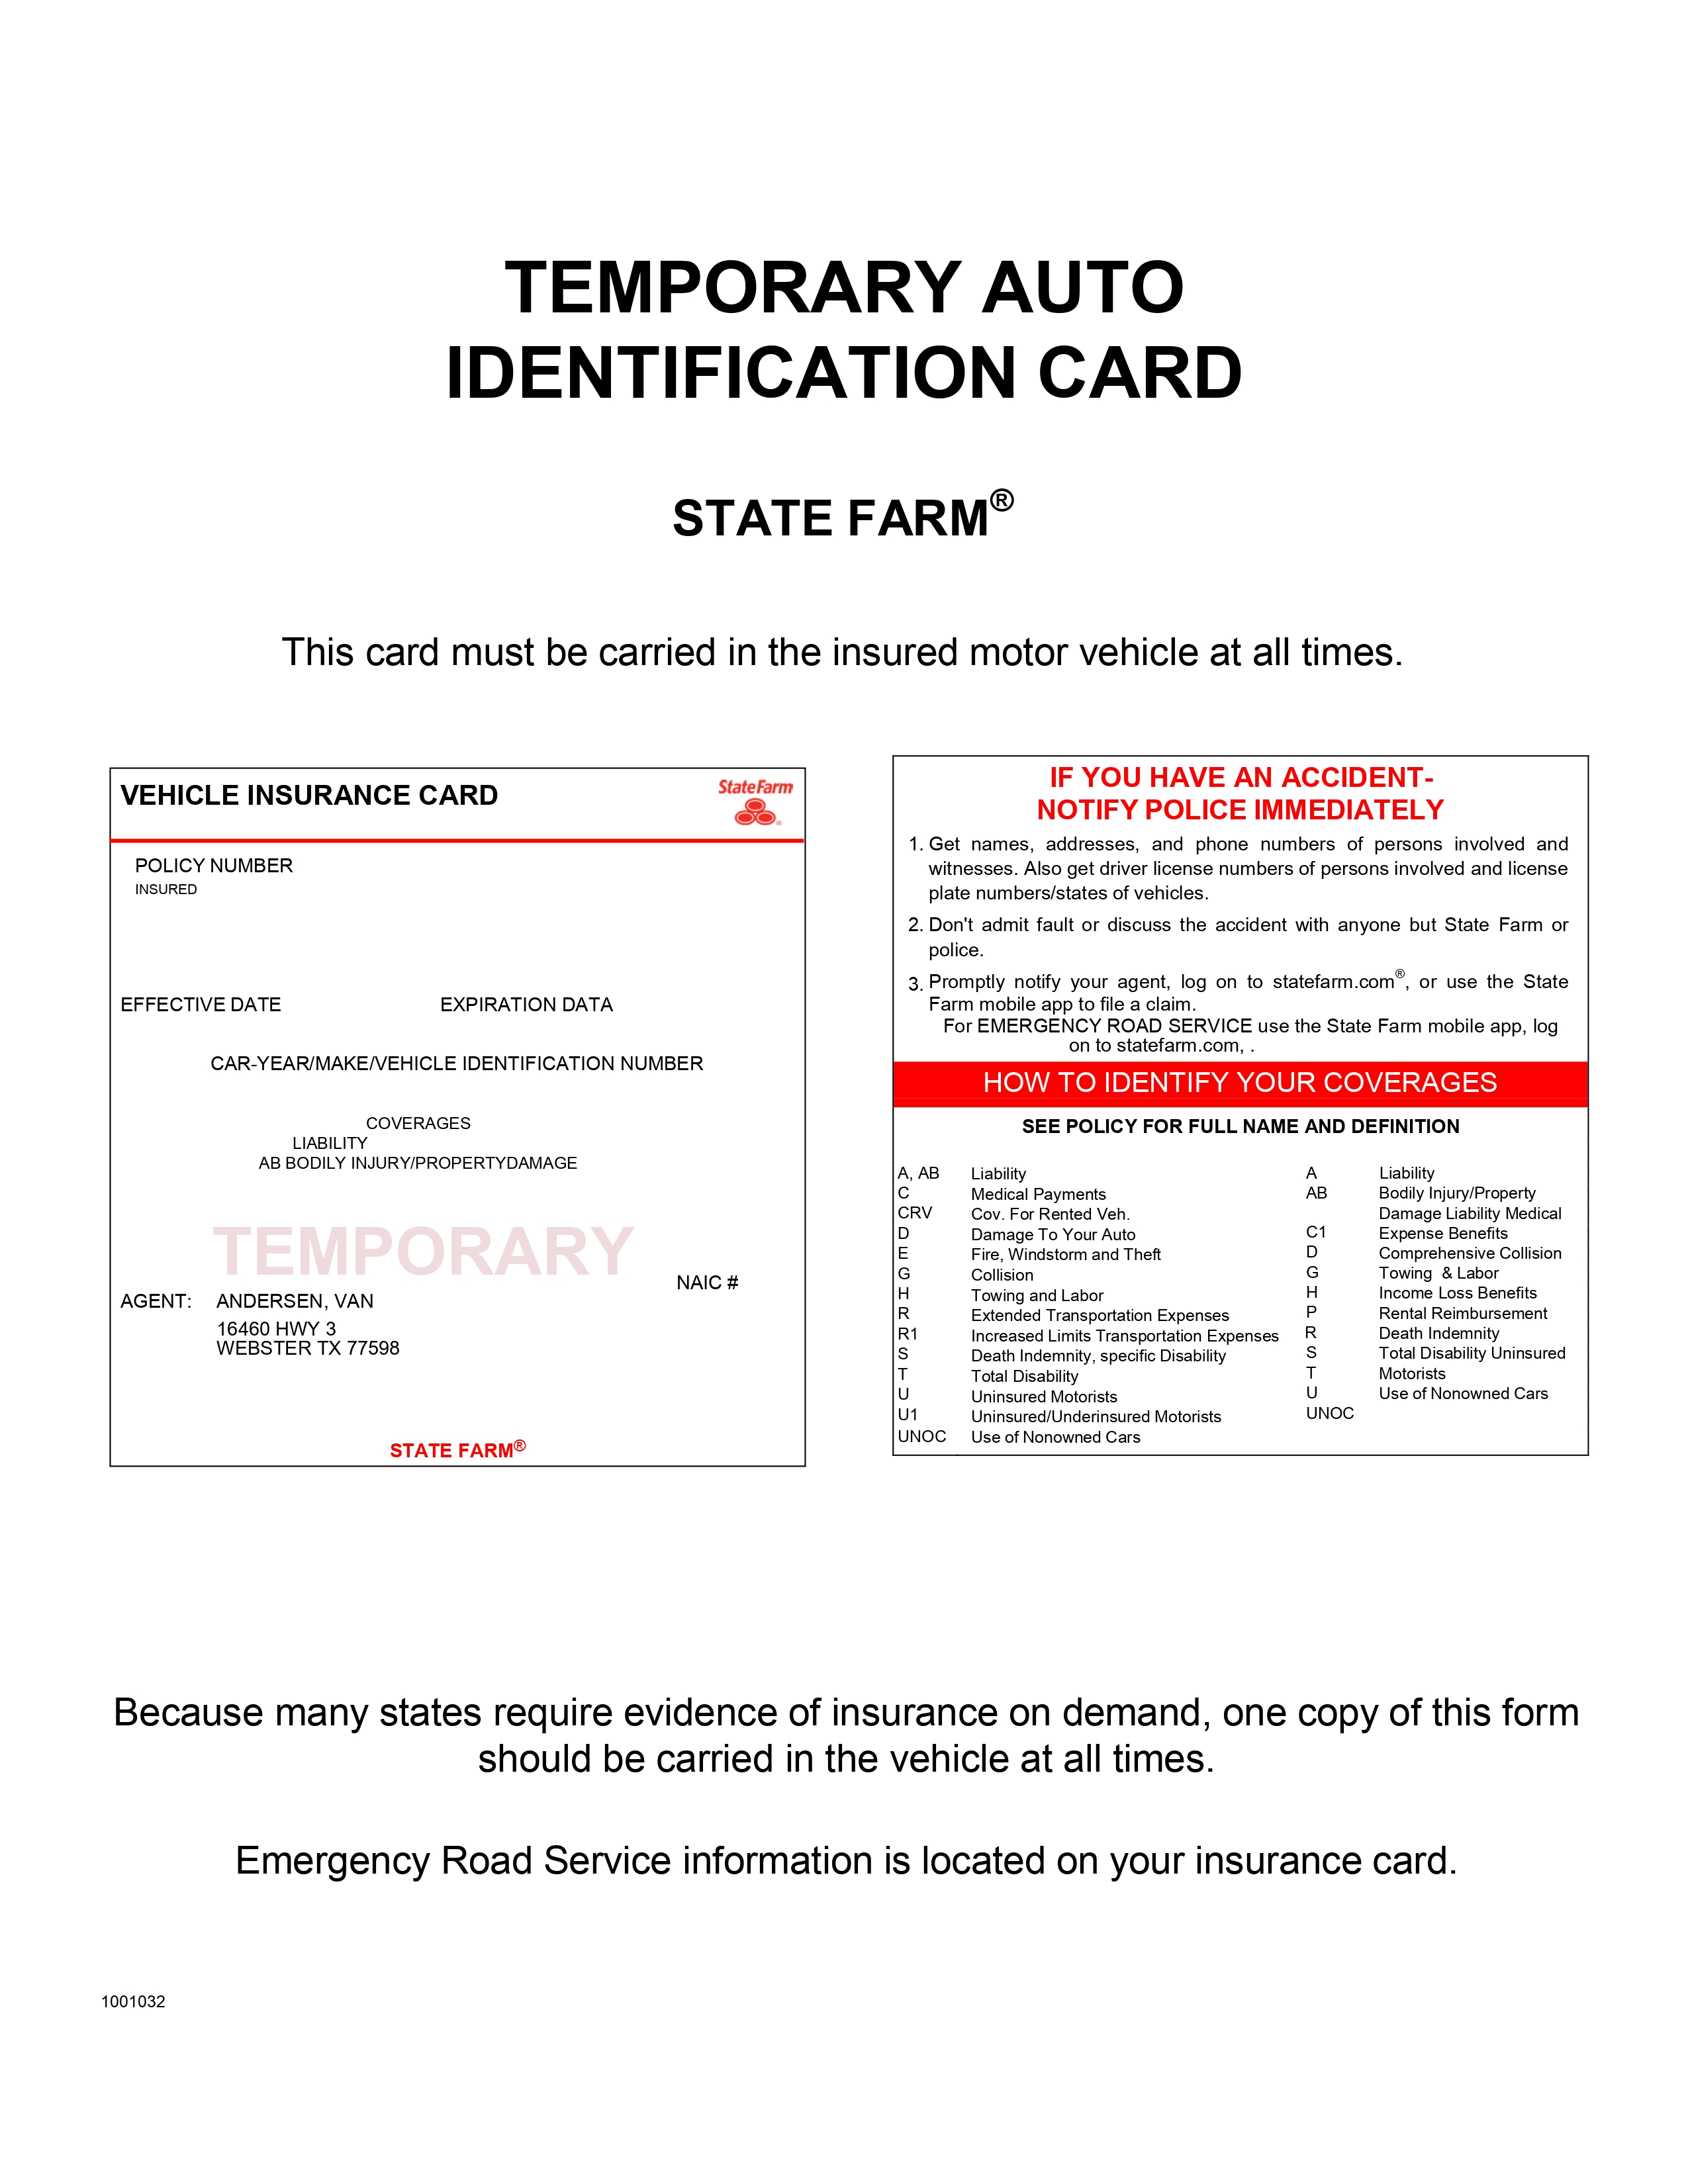 TEMPORARY AUTO
IDENTIFICATION CARD
STATE FARM®
This card must be carried in the insured motor vehicle at all times.
VEHICLE INSURANCE CARD
StateFarm
®
POLICY NUMBER
INSURED
EFFECTIVE DATE EXPIRATION DATA
CAR-YEAR/MAKE/VEHICLE IDENTIFICATION NUMBER
COVERAGES
LIABILITY
AB BODILY INJURY/PROPERTYDAMAGE
TEMPORARY
NAIC #
AGENT: ANDERSEN, VAN
16460 HWY 3
WEBSTER TX 77598
STATE FARM®
IF YOU HAVE AN ACCIDENT-
NOTIFY POLICE IMMEDIATELY
1. Get names, addresses, and phone numbers of persons involved and
witnesses. Also get driver license numbers of persons involved and license
plate numbers/states of vehicles.
2. Don't admit fault or discuss the accident with anyone but State Farm or
police.
3. Promptly notify your agent, log on to statefarm.com®, or use the State
Farm mobile app to file a claim.
For EMERGENCY ROAD SERVICE use the State Farm mobile app, log
on to statefarm.com, .
HOW TO IDENTIFY YOUR COVERAGES
SEE POLICY FOR FULL NAME AND DEFINITION
A, AB Liability
C Medical Payments
CRV Cov. For Rented Veh.
D Damage To Your Auto
E Fire, Windstorm and Theft
G Collision
H Towing and Labor
R Extended Transportation Expenses
R1 Increased Limits Transportation Expenses
S Death Indemnity, specific Disability
T Total Disability
U Uninsured Motorists
U1 Uninsured/Underinsured Motorists
UNOC Use of Nonowned Cars
A Liability
AB Bodily Injury/Property
Damage Liability Medical
C1 Expense Benefits
D Comprehensive Collision
G Towing & Labor
H Income Loss Benefits
P Rental Reimbursement
R Death Indemnity
S Total Disability Uninsured
T Motorists
U Use of Nonowned Cars
UNOC
Because many states require evidence of insurance on demand, one copy of this form
should be carried in the vehicle at all times.
Emergency Road Service information is located on your insurance card.
1001032